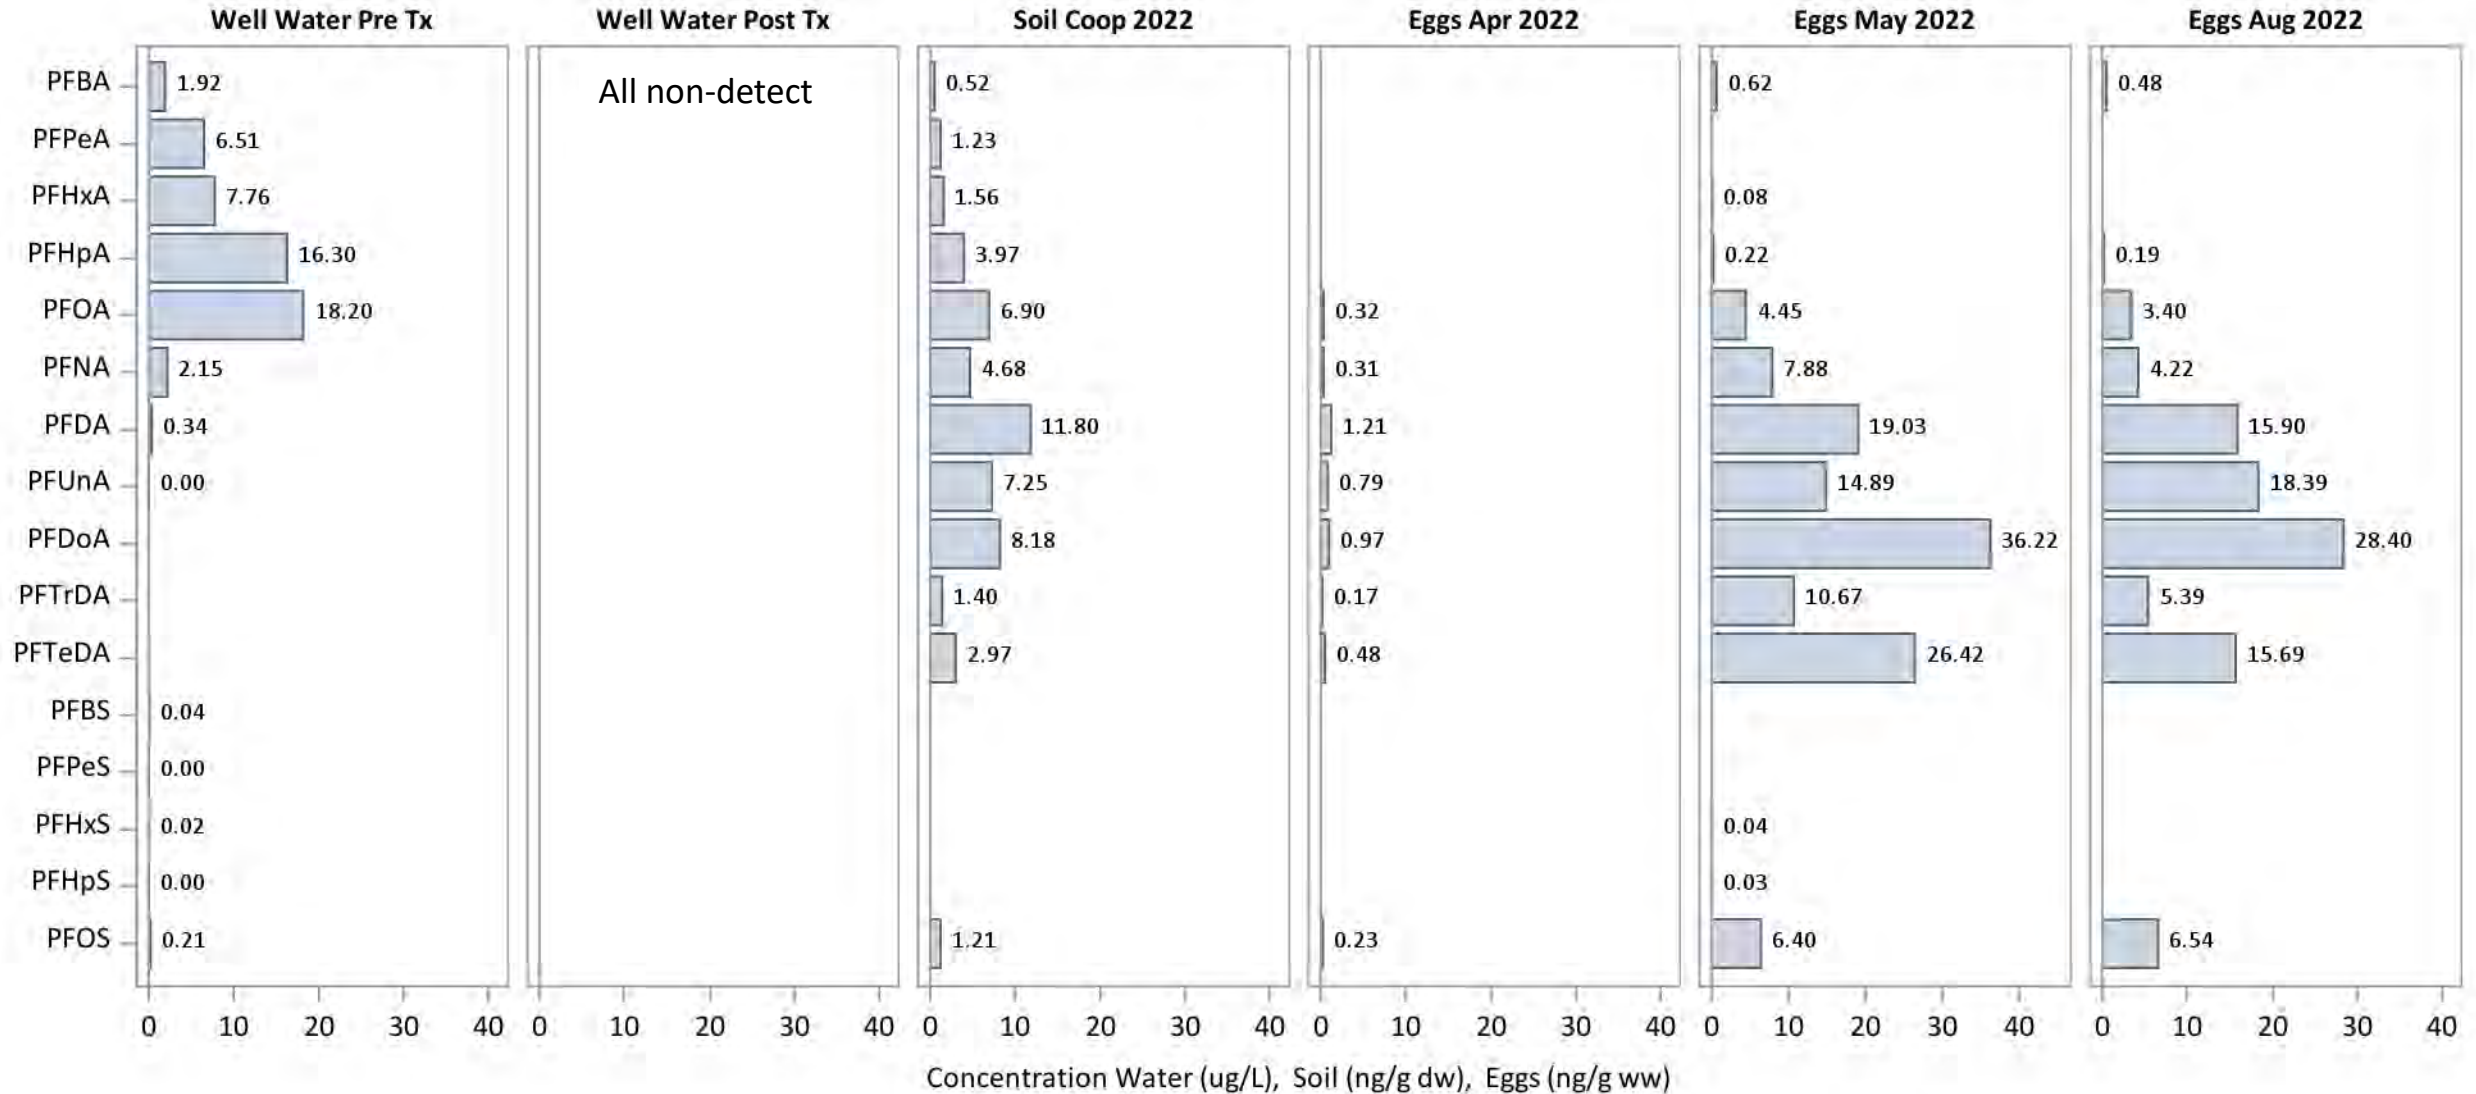 Well Water Pre Tx Well Water Post Tx Soil Coop 2022 Eggs Apr 2022 Eggs May 2022 Eggs Aug 2022
PFBA 1.92 All non-detect 0.52 0.62 0.48
PFPeA 6.51 1.23
PFHxA 7.76 1.56 0.08
PFHpA 16.30 3.97 0.22 0.19
PFOA 18.20 6.90 0.32 4.45 3.40
PFNA 2.15 4.68 0.31 7.88 4.22
PFDA 0.34 11.80 1.21 19.03 15.90
PFUnA 0.00 7.25 0.79 14.89 18.39
PFDoA 8.18 0.97 36.22 28.40
PFTrDA 1.40 0.17 10.67 5.39
PFTeDA 2.97 0.48 26.42 15.69
PFBS 0.04
PFPeS 0.00
PFHxS 0.02 0.04
PFHpS 0.00 0.03
PFOS 0.21 1.21 0.23 6.40 6.54
0 10 20 30 40 0 10 20 30 40 0 10 20 30 40 0 10 20 30 40 0 10 20 30 40 0 10 20 30 40
Concentration Water (ug/L), Soil (ng/g dw), Eggs (ng/g ww)